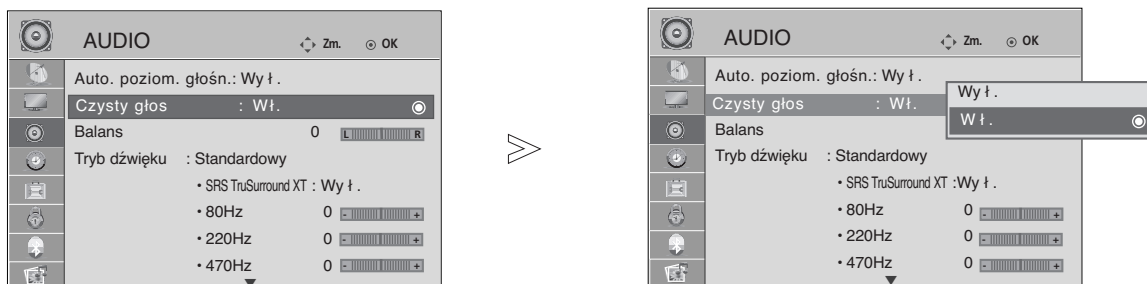 AUDIO
Zm. OK
Auto. poziom. głośn.: Wył.
Czysty głos : Wł.
Balans 0 L R
Tryb dźwięku : Standardowy
• SRS TruSurround XT : Wył.
• 80Hz 0 - +
• 220Hz 0 - +
• 470Hz 0 - +
AUDIO
Zm. OK
Auto. poziom. głośn.: Wył.
Czysty głos : Wł.
Wył.
Wł.
Balans
Tryb dźwięku : Standardowy
• SRS TruSurround XT :Wył.
• 80Hz 0 - +
• 220Hz 0 - +
• 470Hz 0 - +